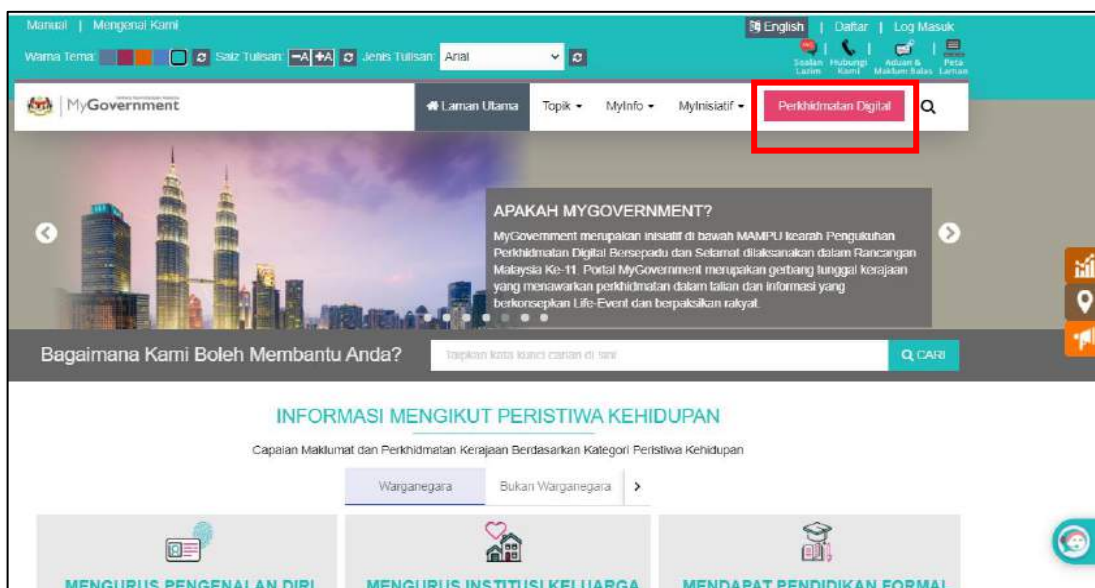 Manual | Mengenai Kami
English | Daftar | Log Masuk
Warna Tema: Saiz Tulisan: -A +A Jenis Tulisan: Arial
Soalan Lazim | Hubungi Kami | Aduan & Maklum Balas | Peta Laman
MyGovernment
Laman Utama Topik MyInfo MyInisiatif Perkhidmatan Digital
APAKAH MYGOVERNMENT?
MyGovernment merupakan inisiatif di bawah MAMPU kearah Pengukuhan
Perkhidmatan Digital Bersepadu dan Selamat dilaksanakan dalam Rancangan
Malaysia Ke-11. Portal MyGovernment merupakan gerbang tunggal kerajaan
yang menawarkan perkhidmatan dalam talian dan informasi yang
berkonsepkan Life-Event dan berpaksikan rakyat.
Bagaimana Kami Boleh Membantu Anda? Taipkan kata kunci carian di sini CARI
INFORMASI MENGIKUT PERISTIWA KEHIDUPAN
Capaian Maklumat dan Perkhidmatan Kerajaan Berdasarkan Kategori Peristiwa Kehidupan
Warganegara Bukan Warganegara
MENGURUS PENGENALAN DIRI MENGURUS INSTITUSI KELUARGA MENDAPAT PENDIDIKAN FORMAL